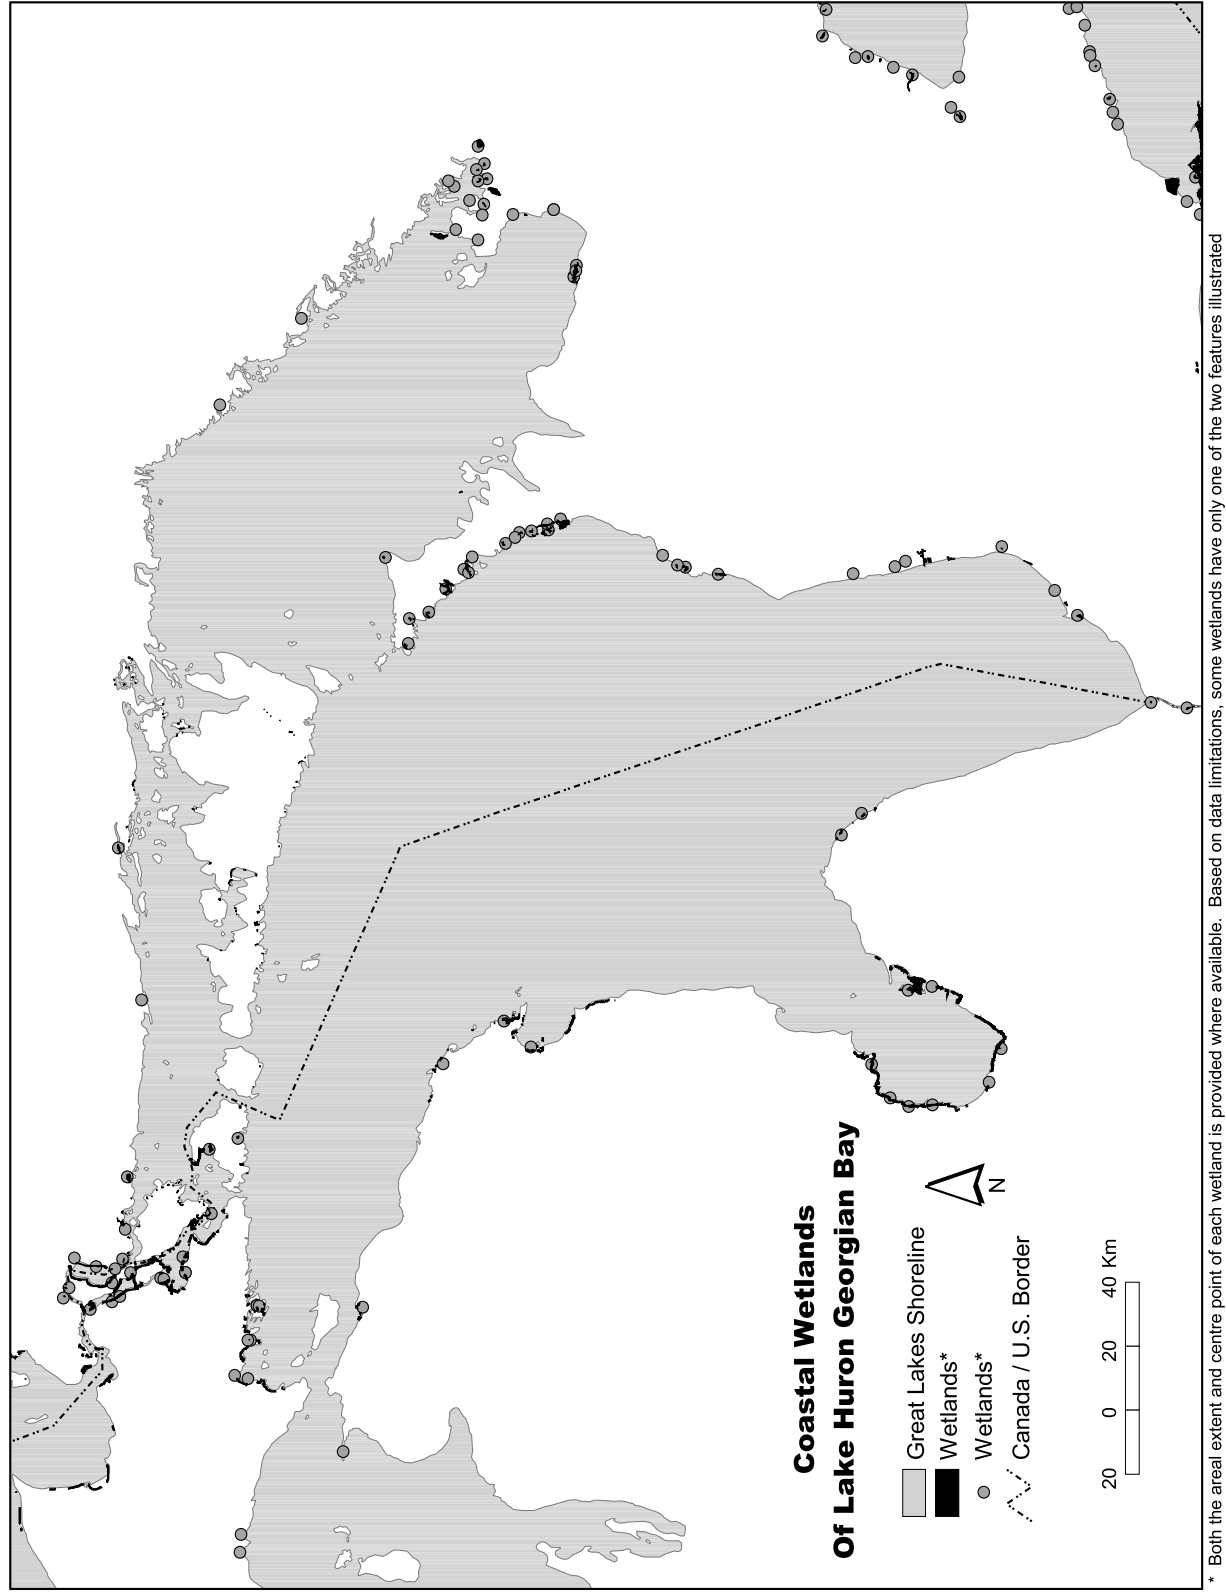 Coastal Wetlands
Of Lake Huron Georgian Bay
Great Lakes Shoreline
Wetlands*
Wetlands*
Canada / U.S. Border
N
20 0 20 40 Km
* Both the areal extent and centre point of each wetland is provided where available. Based on data limitations, some wetlands have only one of the two features illustrated